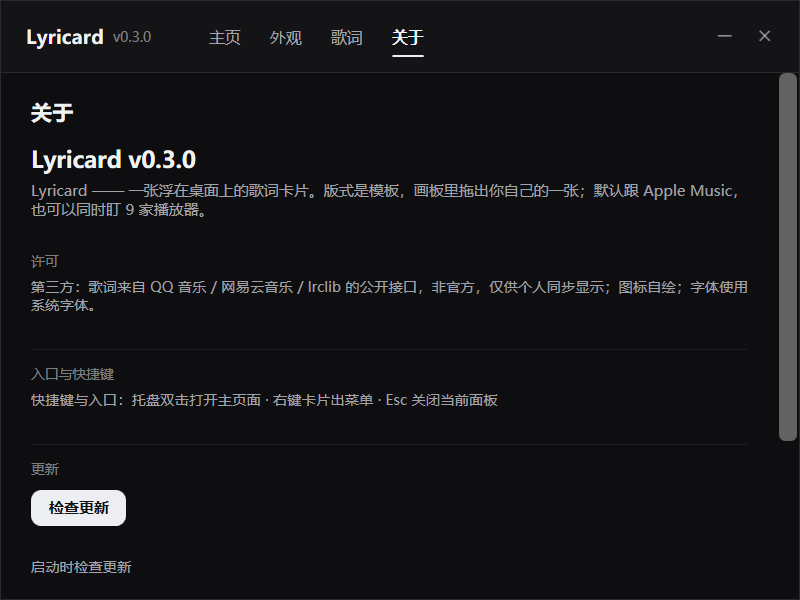 Lyricard v0.3.0 主页 外观 歌词 关于
关于
Lyricard v0.3.0
Lyricard —— 一张浮在桌面上的歌词卡片。版式是模板，画板里拖出你自己的一张；默认跟 Apple Music，
也可以同时盯 9 家播放器。
许可
第三方：歌词来自 QQ 音乐 / 网易云音乐 / lrclib 的公开接口，非官方，仅供个人同步显示；图标自绘；字体使用
系统字体。
入口与快捷键
快捷键与入口：托盘双击打开主页面 · 右键卡片出菜单 · Esc 关闭当前面板
更新
检查更新
启动时检查更新